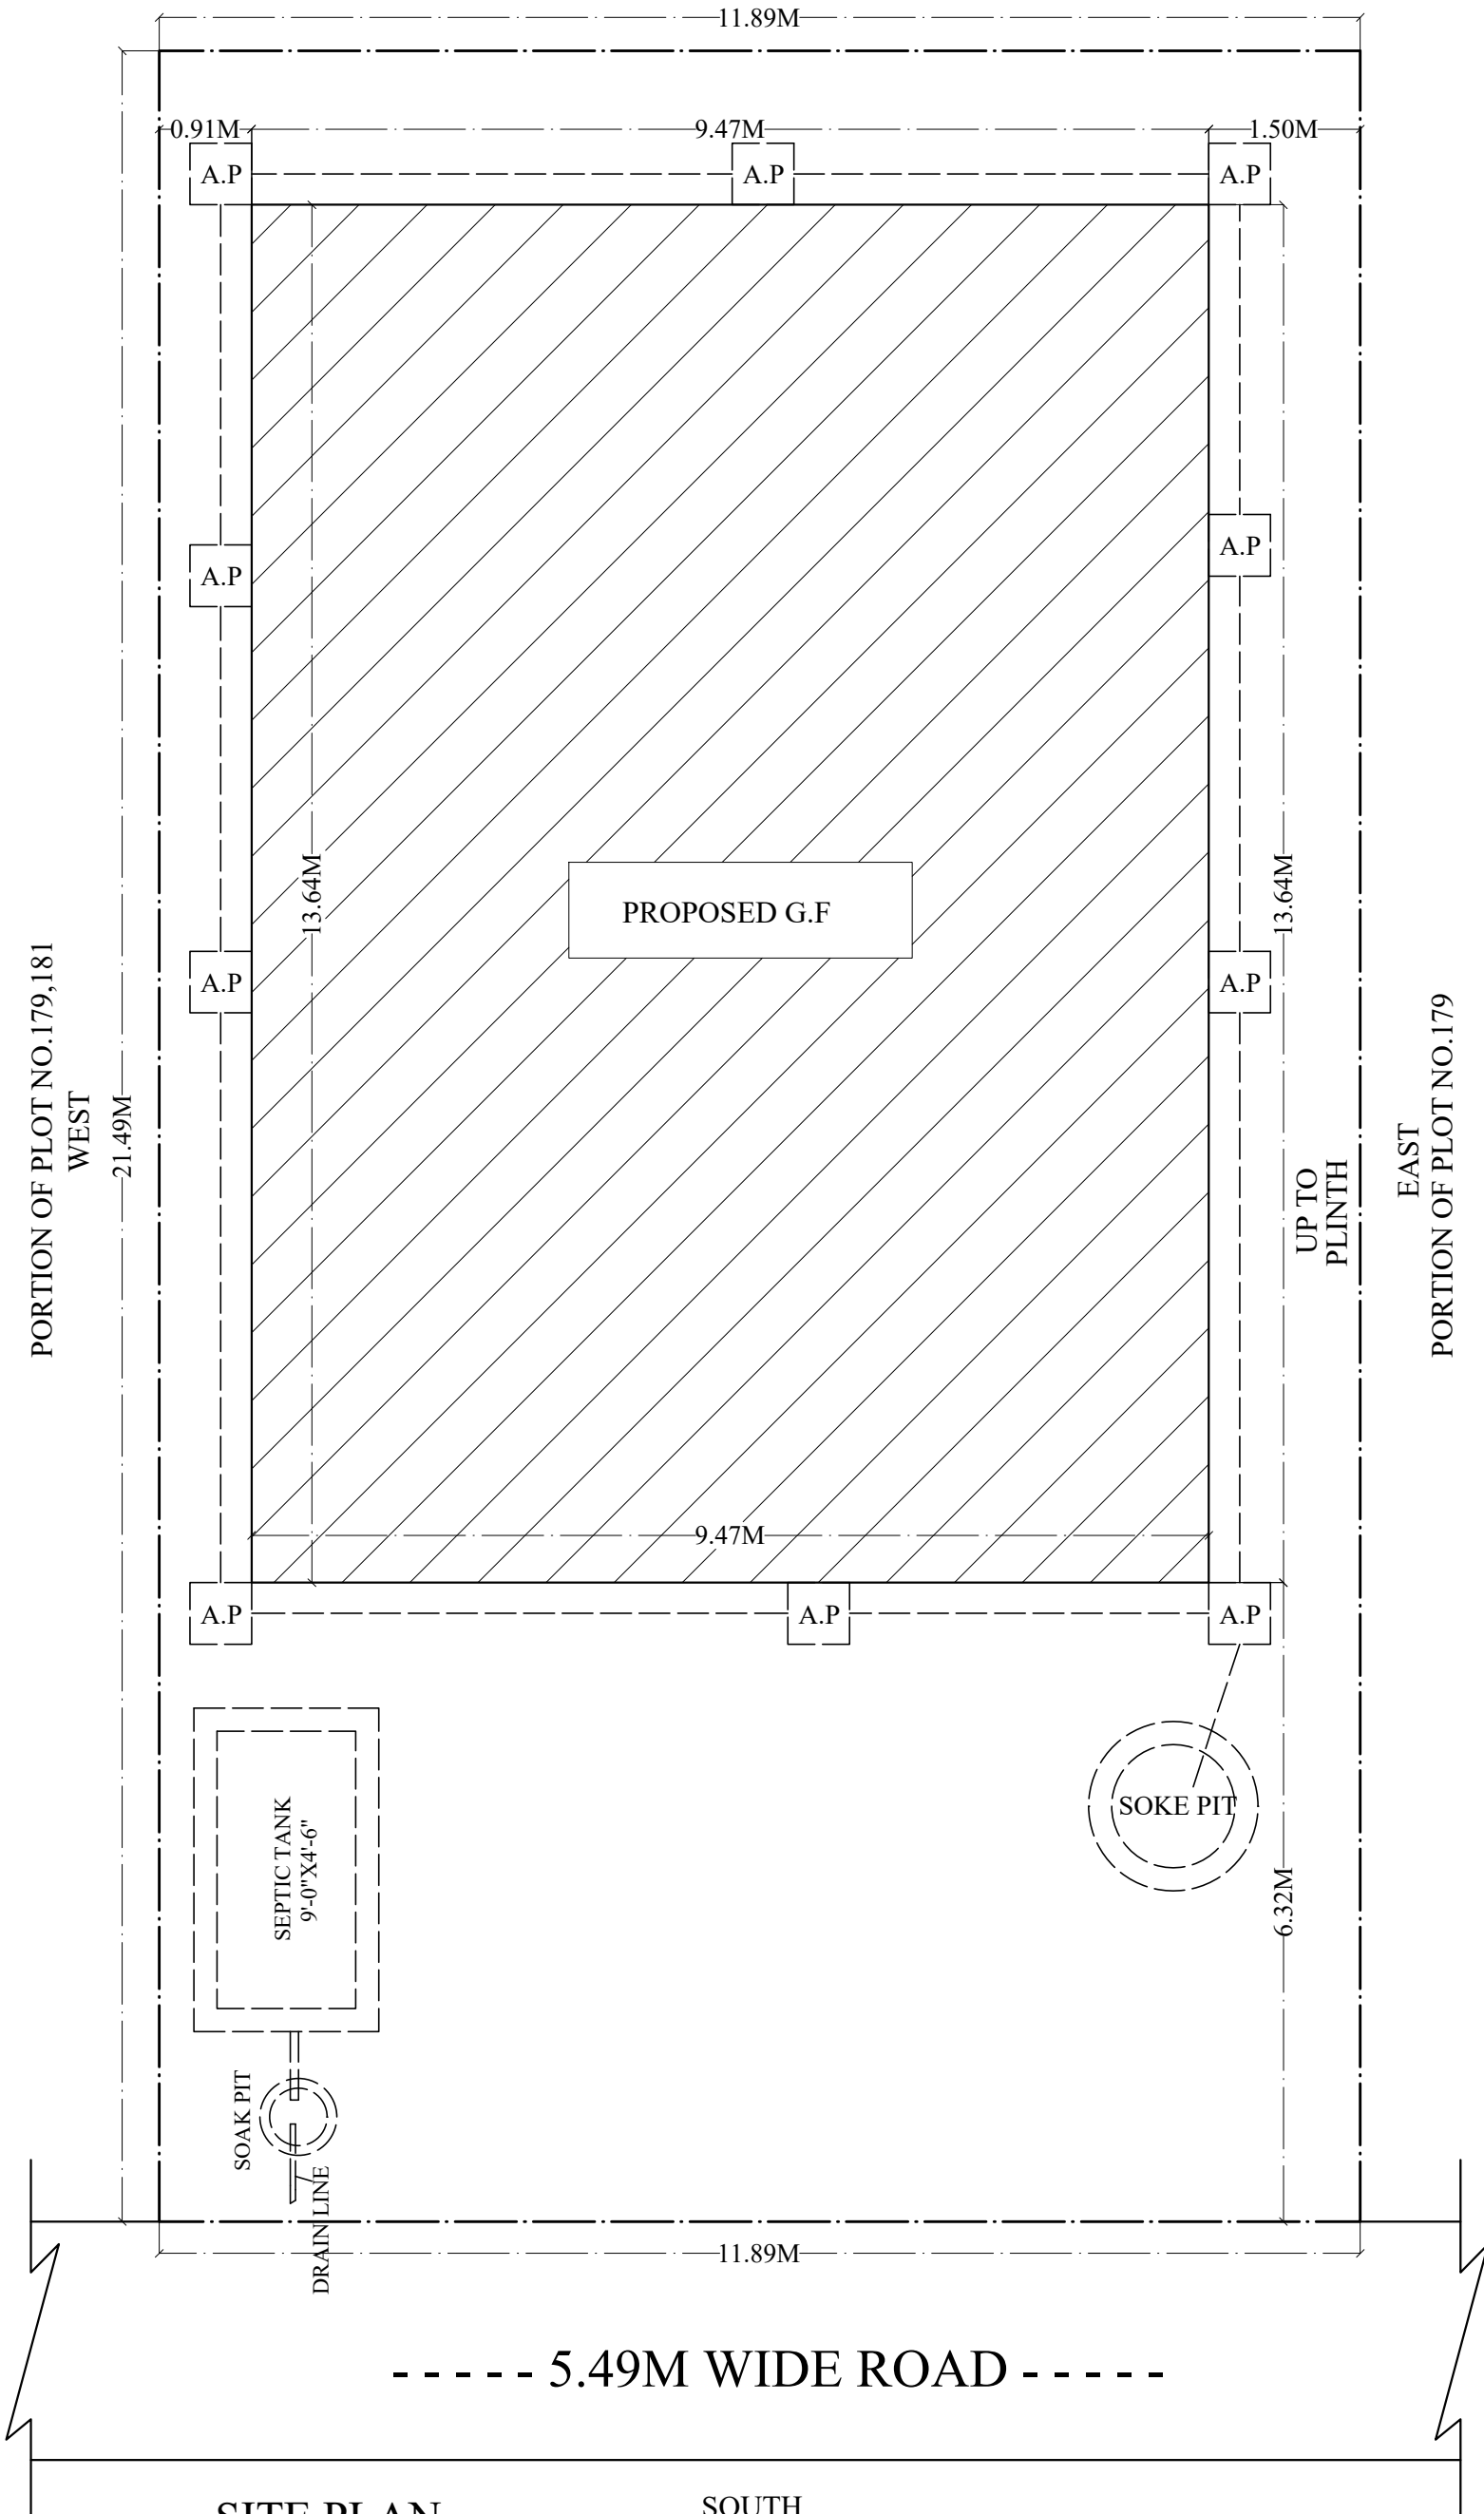 11.89M
0.91M
9.47M
1.50M
A.P
A.P
A.P
A.P
A.P
13.64M
13.64M
PROPOSED G.F
A.P
A.P
PORTION OF PLOT NO.179,181
WEST
21.49M
UP TO
PLINTH
EAST
PORTION OF PLOT NO.179
9.47M
A.P
A.P
A.P
SEPTIC TANK
9'-0"X4'-6"
SOKE PIT
6.32M
SOAK PIT
DRAIN LINE
11.89M
- - - - - 5.49M WIDE ROAD - - - - -
SITE PLAN
SOUTH